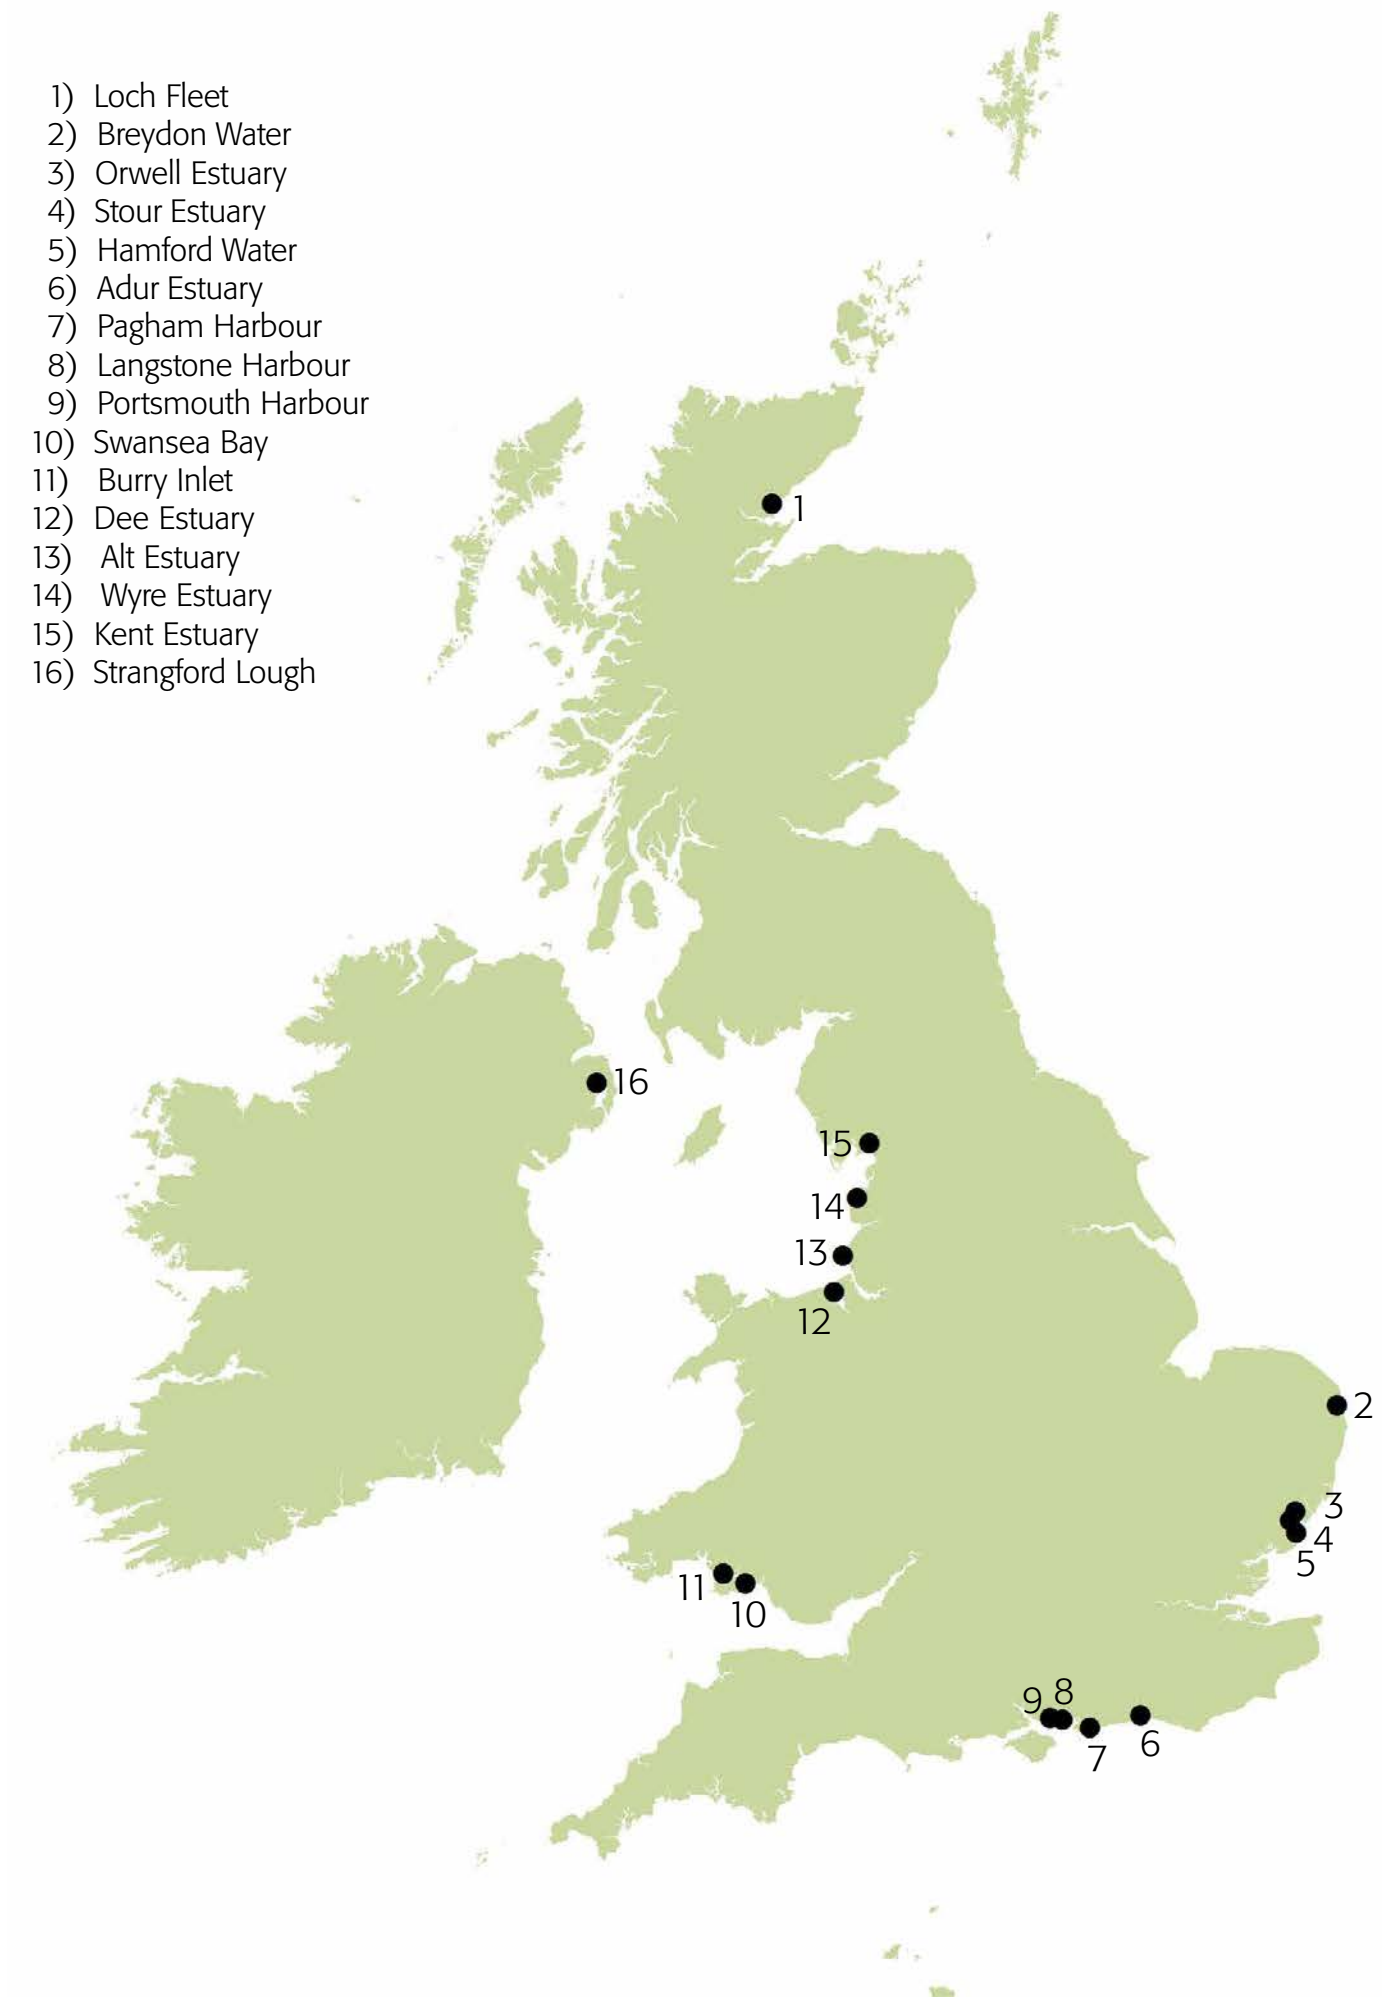 1) Loch Fleet
2) Breydon Water
3) Orwell Estuary
4) Stour Estuary
5) Hamford Water
6) Adur Estuary
7) Pagham Harbour
8) Langstone Harbour
9) Portsmouth Harbour
10) Swansea Bay
11) Burry Inlet
12) Dee Estuary
13) Alt Estuary
14) Wyre Estuary
15) Kent Estuary
16) Strangford Lough
1
16
15
14
13
12
2
3
4
5
11
10
9 8
7
6